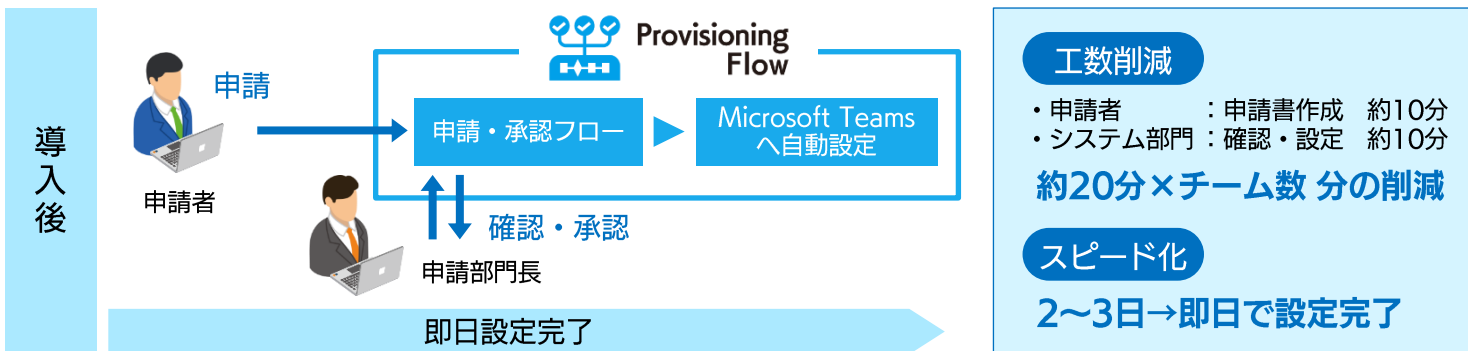 導入後
申請
申請者
Provisioning
Flow
申請・承認フロー
Microsoft Teams
へ自動設定
確認・承認
申請部門長
即日設定完了
工数削減
・申請者　　　：申請書作成　約10分
・システム部門：確認・設定　約10分
約20分×チーム数 分の削減
スピード化
2〜3日→即日で設定完了